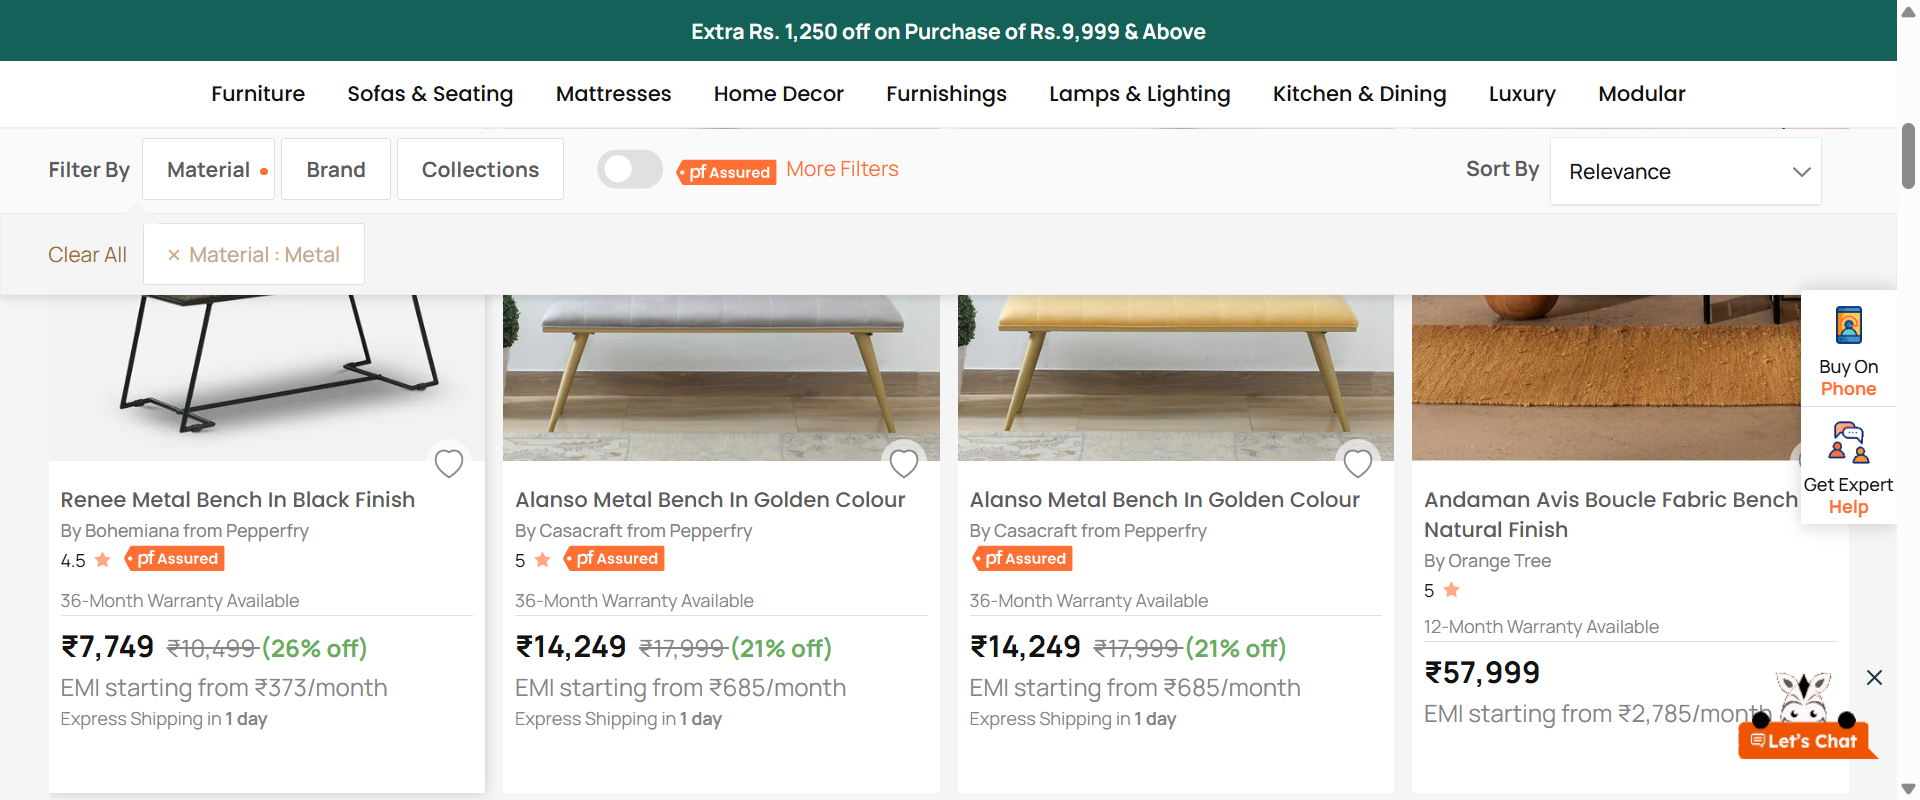 Extra Rs. 1,250 off on Purchase of Rs.9,999 & Above
Furniture Sofas & Seating Mattresses Home Decor Furnishings Lamps & Lighting Kitchen & Dining Luxury Modular
Filter By Material Brand Collections pf Assured More Filters Sort By Relevance
Clear All × Material : Metal
Buy On
Phone
Get Expert
Help
Renee Metal Bench In Black Finish
By Bohemiana from Pepperfry
4.5 pf Assured
36-Month Warranty Available
₹7,749 ₹10,499 (26% off)
EMI starting from ₹373/month
Express Shipping in 1 day
Alanso Metal Bench In Golden Colour
By Casacraft from Pepperfry
5 pf Assured
36-Month Warranty Available
₹14,249 ₹17,999 (21% off)
EMI starting from ₹685/month
Express Shipping in 1 day
Alanso Metal Bench In Golden Colour
By Casacraft from Pepperfry
pf Assured
36-Month Warranty Available
₹14,249 ₹17,999 (21% off)
EMI starting from ₹685/month
Express Shipping in 1 day
Andaman Avis Boucle Fabric Bench
Natural Finish
By Orange Tree
5
12-Month Warranty Available
₹57,999
EMI starting from ₹2,785/month
Let's Chat